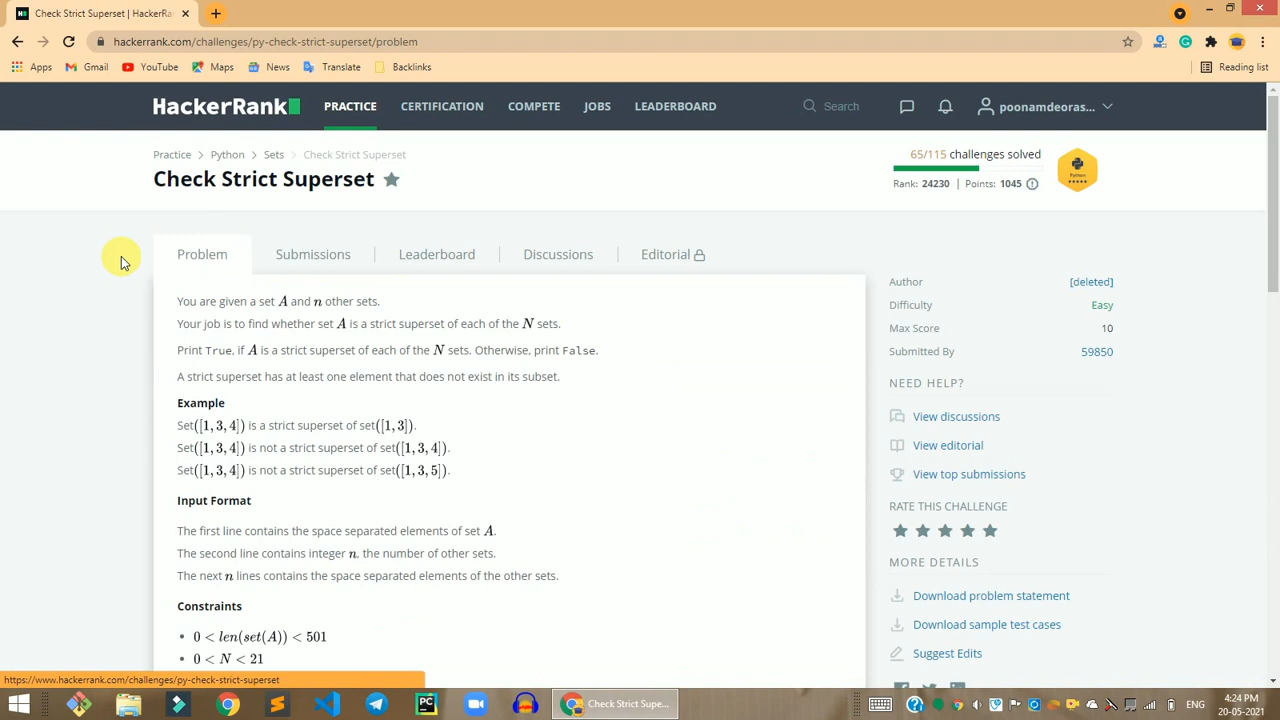 Check Strict Superset | HackerRa
hackerrank.com/challenges/py-check-strict-superset/problem
Apps Gmail YouTube Maps News Translate Backlinks Reading list
HackerRank PRACTICE CERTIFICATION COMPETE JOBS LEADERBOARD Search poonamdeoras...
Practice > Python > Sets > Check Strict Superset
65/115 challenges solved
Check Strict Superset
Rank: 24230 | Points: 1045
Python
Problem Submissions Leaderboard Discussions Editorial
You are given a set A and n other sets.
Your job is to find whether set A is a strict superset of each of the N sets.
Print True, if A is a strict superset of each of the N sets. Otherwise, print False.
A strict superset has at least one element that does not exist in its subset.
Example
Set([1, 3, 4]) is a strict superset of set([1, 3]).
Set([1, 3, 4]) is not a strict superset of set([1, 3, 4]).
Set([1, 3, 4]) is not a strict superset of set([1, 3, 5]).
Input Format
The first line contains the space separated elements of set A.
The second line contains integer n, the number of other sets.
The next n lines contains the space separated elements of the other sets.
Constraints
• 0 < len(set(A)) < 501
• 0 < N < 21
Author [deleted]
Difficulty Easy
Max Score 10
Submitted By 59850
NEED HELP?
View discussions
View editorial
View top submissions
RATE THIS CHALLENGE
MORE DETAILS
Download problem statement
Download sample test cases
Suggest Edits
https://www.hackerrank.com/challenges/py-check-strict-superset
PC
Check Strict Supe...
ENG
4:24 PM
20-05-2021